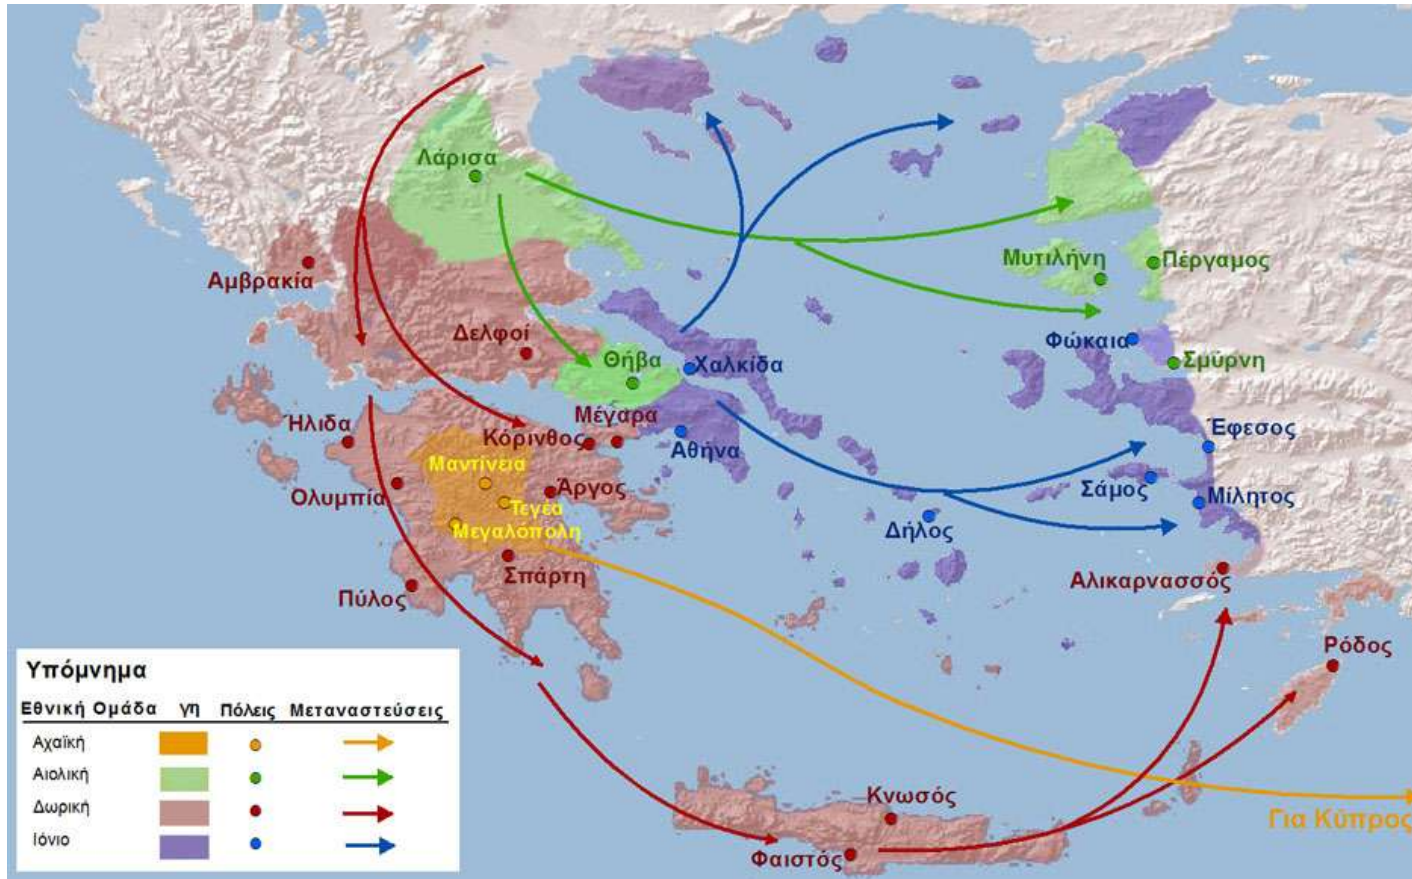 Λάρισα
Αμβρακία
Δελφοί
Θήβα
Χαλκίδα
Μυτιλήνη
Πέργαμος
Φώκαια
Σμύρνη
Ήλιδα
Κόρινθος
Μέγαρα
Αθήνα
Έφεσος
Μαντίνεια
Ολυμπία
Άργος
Τεγέα
Μεγαλόπολη
Σάμος
Μίλητος
Δήλος
Σπάρτη
Πύλος
Αλικαρνασσός
Ρόδος
Κνωσός
Φαιστός
Για Κύπρος
Υπόμνημα
Εθνική Ομάδα γη Πόλεις Μεταναστεύσεις
Αχαϊκή
Αιολική
Δωρική
Ιόνιο